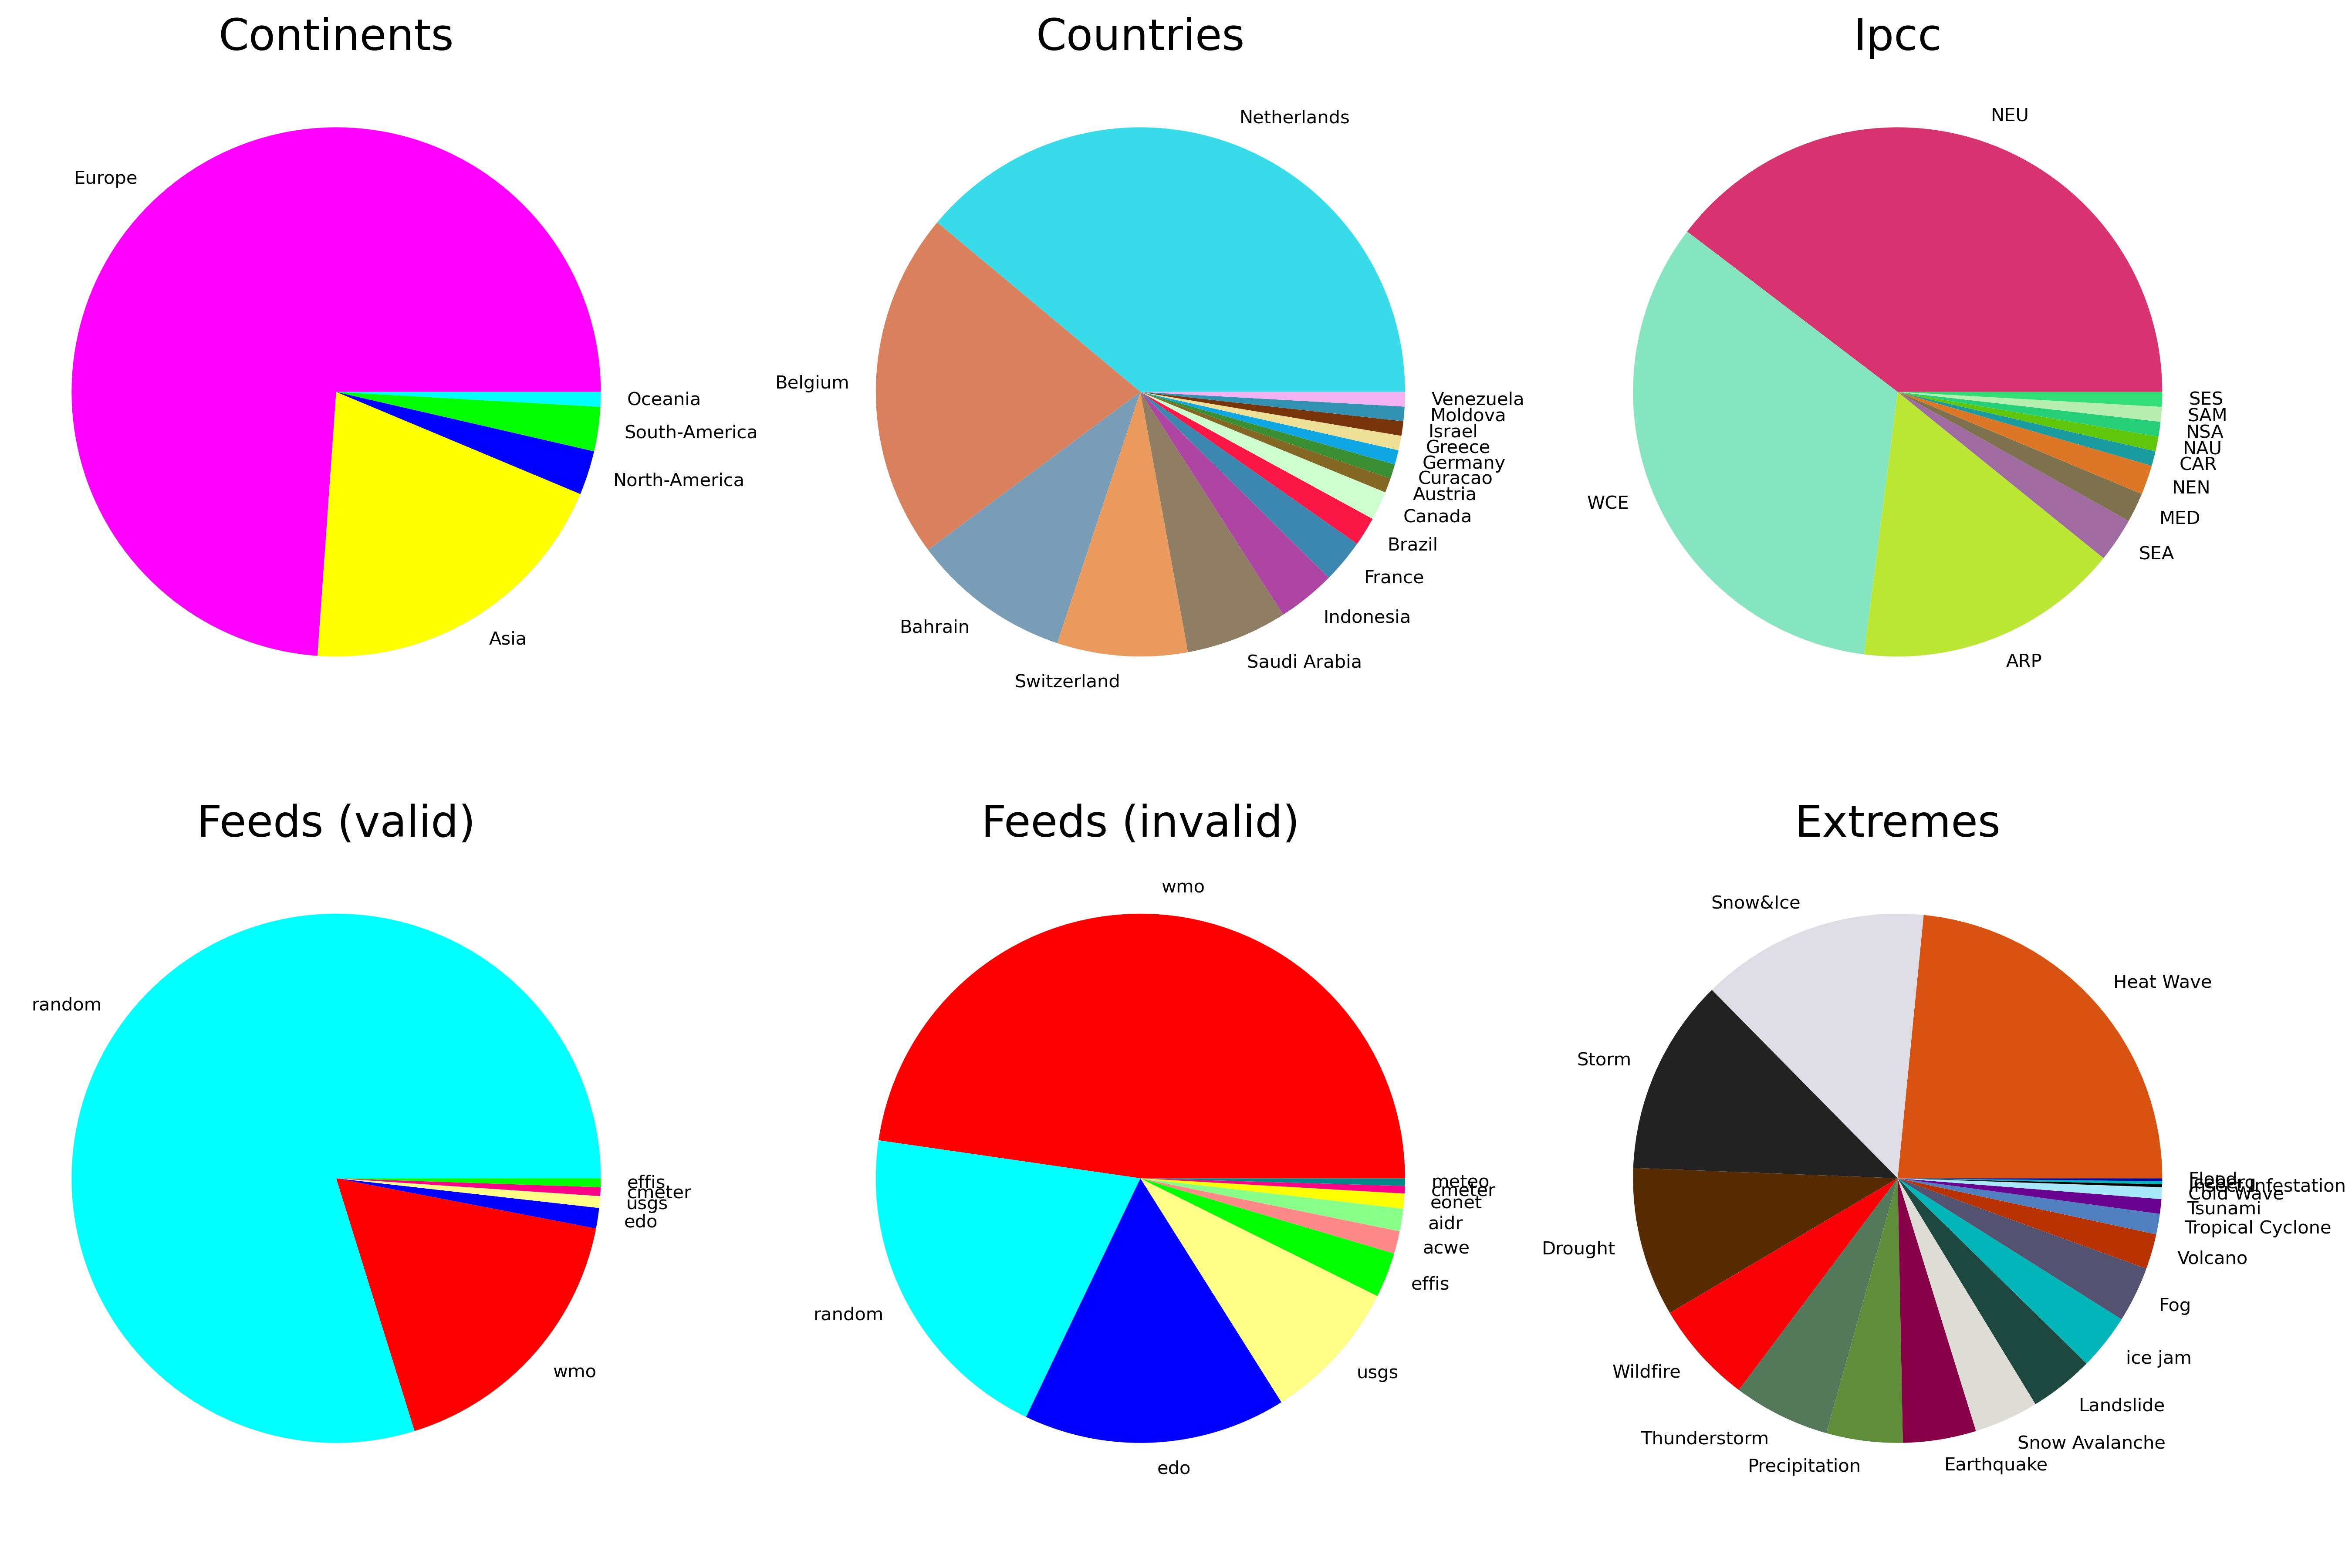 Continents
Europe
Oceania
South-America
North-America
Asia
Countries
Netherlands
Belgium
Bahrain
Switzerland
Saudi Arabia
Indonesia
France
Brazil
Canada
Austria
Curacao
Germany
Greece
Israel
Moldova
Venezuela
Ipcc
NEU
WCE
ARP
SEA
MED
NEN
CAR
NAU
NSA
SAM
SES
Feeds (valid)
random
wmo
edo
usgs
cmeter
effis
Feeds (invalid)
wmo
random
edo
usgs
effis
acwe
aidr
eonet
cmeter
meteo
Extremes
Heat Wave
Snow&Ice
Storm
Drought
Wildfire
Thunderstorm
Precipitation
Earthquake
Snow Avalanche
Landslide
ice jam
Fog
Volcano
Tropical Cyclone
Tsunami
Cold Wave
Insect Infestation
Flood